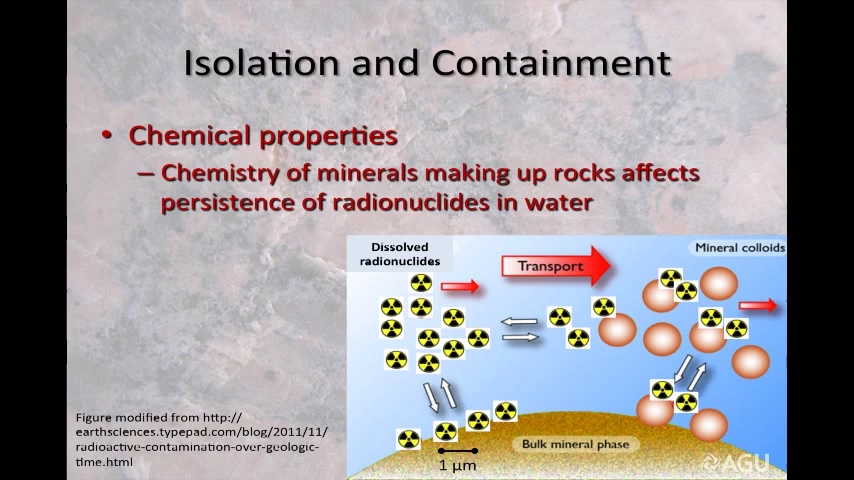 Isolation and Containment
• Chemical properties
– Chemistry of minerals making up rocks affects
persistence of radionuclides in water
Dissolved
radionuclides
Transport
Mineral colloids
Bulk mineral phase
1 µm
Figure modified from http://
earthsciences.typepad.com/blog/2011/11/
radioactive-contamination-over-geologic-
time.html
AGU